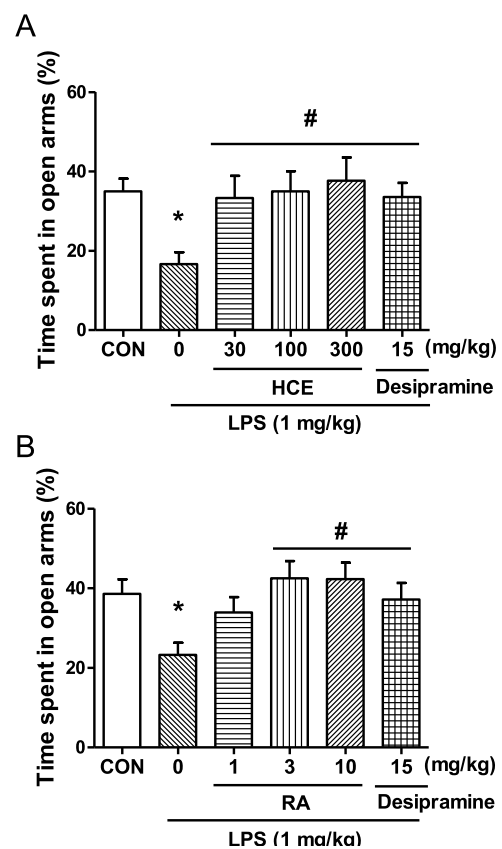 A
Time spent in open arms (%)
60
#
40
*
20
0
CON 0 30 100 300 15 (mg/kg)
HCE Desipramine
LPS (1 mg/kg)
B
Time spent in open arms (%)
60
#
40
*
20
0
CON 0 1 3 10 15 (mg/kg)
RA Desipramine
LPS (1 mg/kg)